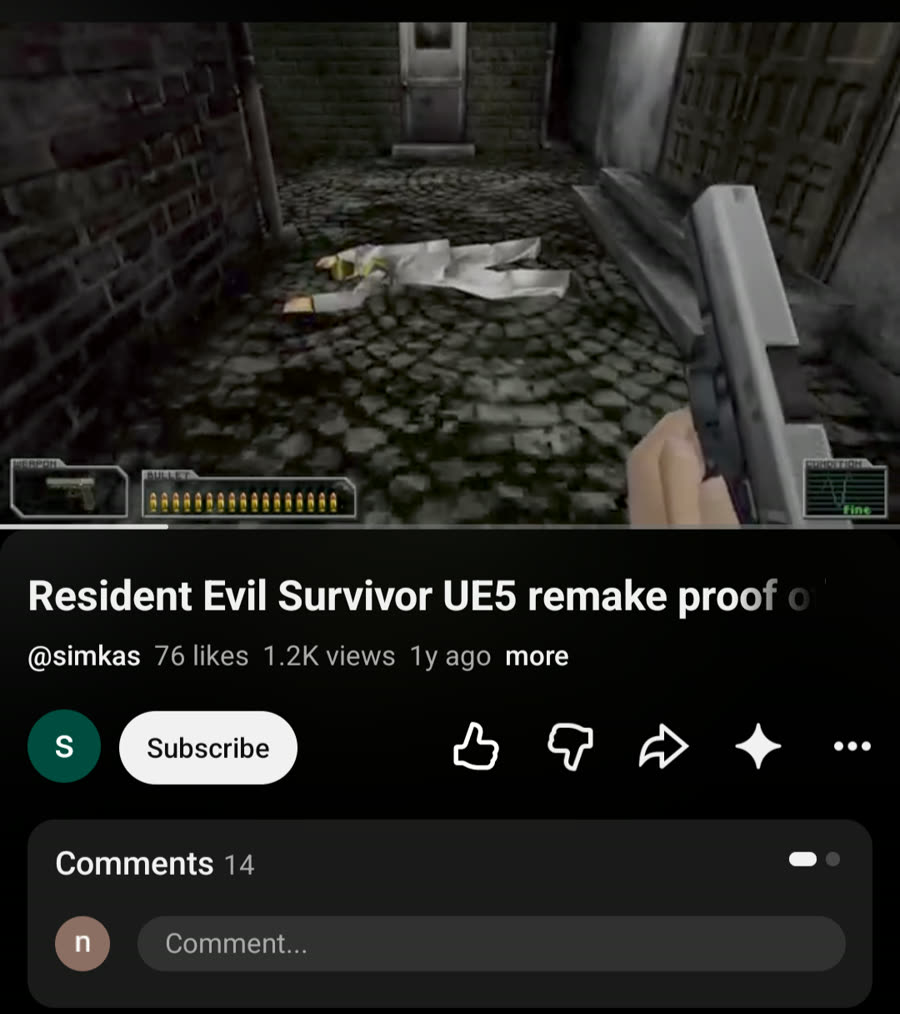 WEAPON
BULLET
CONDITION
Fine
Resident Evil Survivor UE5 remake proof o
@simkas 76 likes 1.2K views 1y ago more
S
Subscribe
Comments 14
n
Comment...